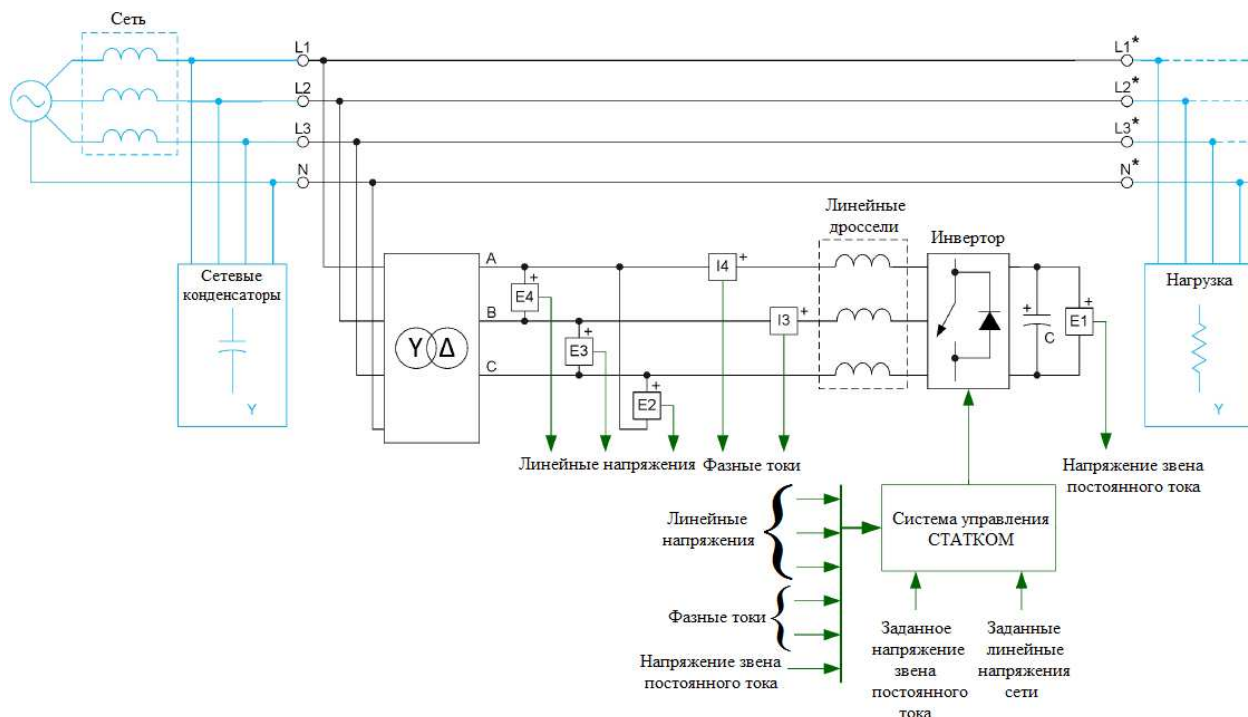 Сеть
L1
L1*
L2
L2*
L3
L3*
N
N*
Сетевые
конденсаторы
Y
Y Δ
A
B
C
E4
+
E3
+
E2
+
I4
+
I3
+
Линейные
дроссели
Инвертор
+
C
+
E1
Нагрузка
Y
Линейные напряжения
Фазные токи
Напряжение звена
постоянного тока
Линейные
напряжения
Фазные токи
Напряжение звена
постоянного тока
Система управления
СТАТКОМ
Заданное
напряжение
звена
постоянного
тока
Заданные
линейные
напряжения
сети